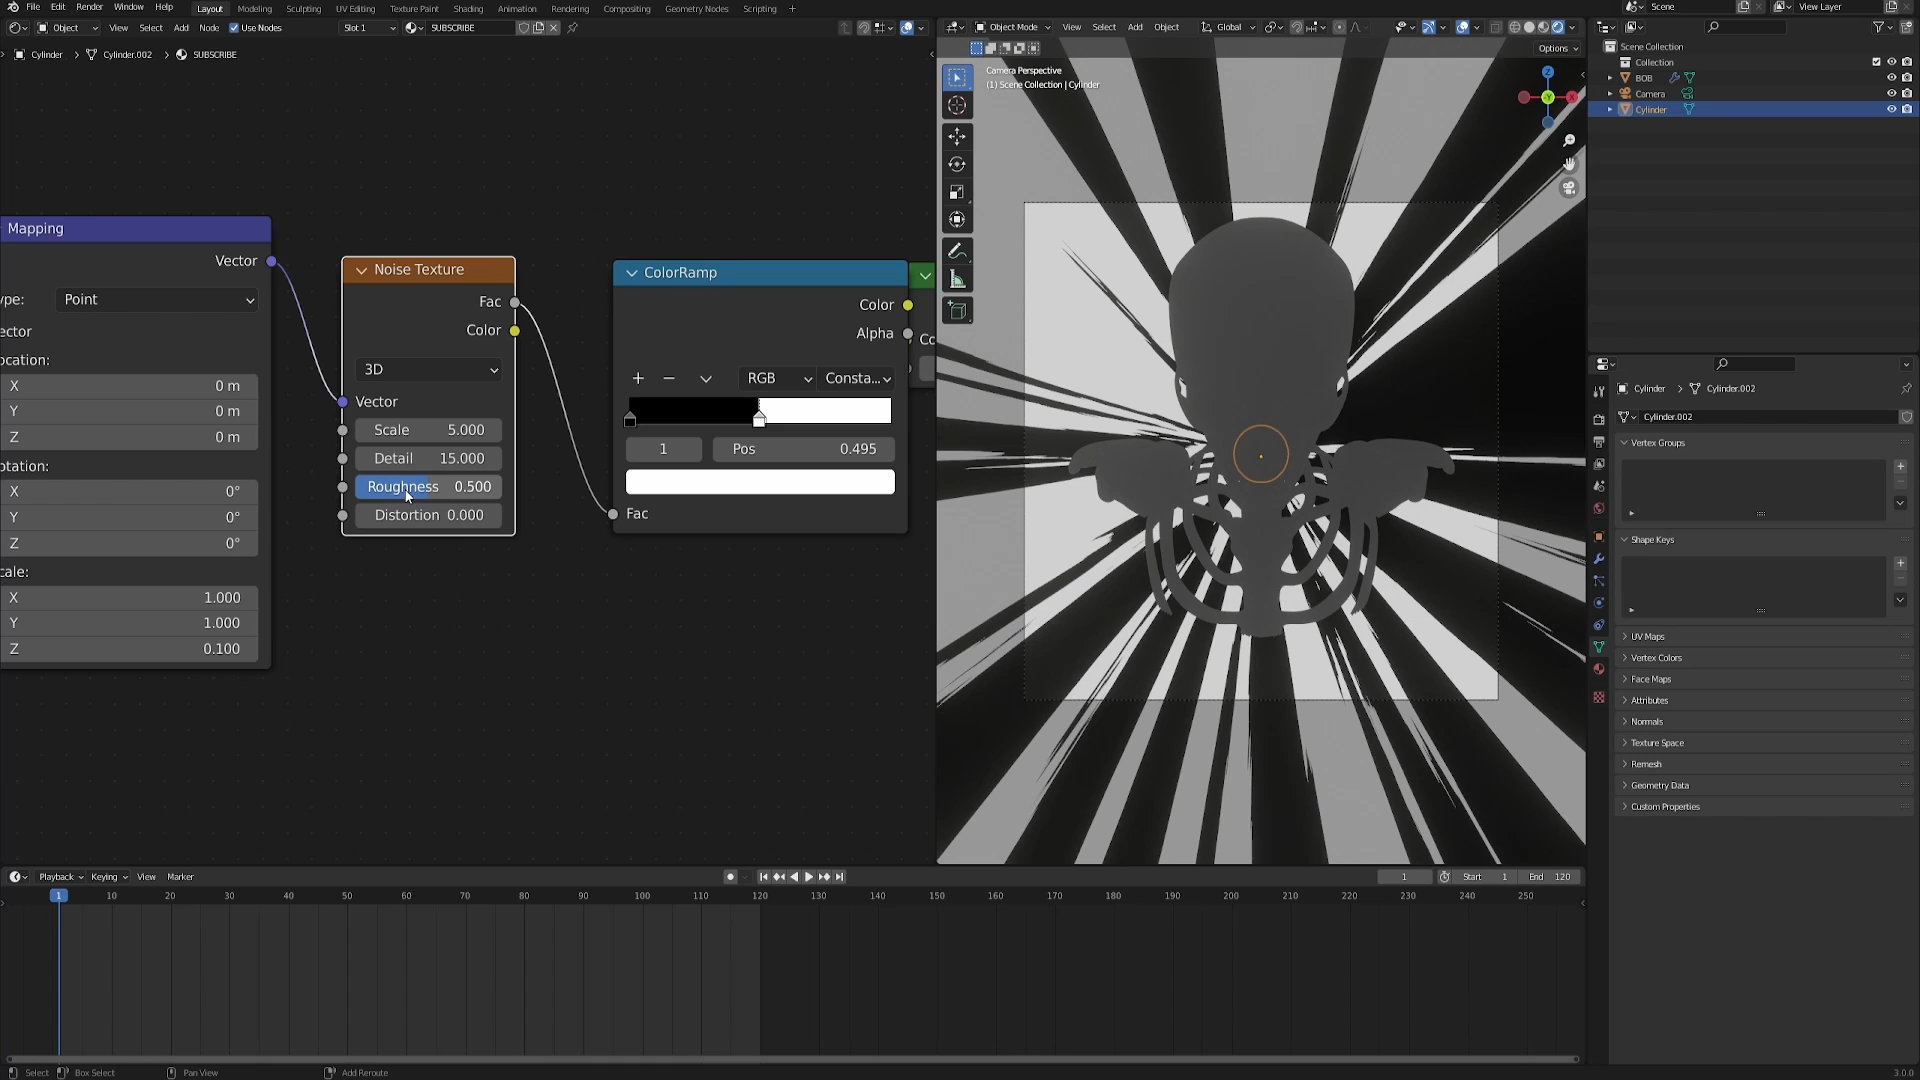 File Edit Render Window Help Layout Modeling Sculpting UV Editing Texture Paint Shading Animation Rendering Compositing Geometry Nodes Scripting + Scene View Layer
Object View Select Add Node Use Nodes Slot 1 SUBSCRIBE
Object Mode View Select Add Object Global
Options
Cylinder > Cylinder.002 > SUBSCRIBE
Camera Perspective
(1) Scene Collection | Cylinder
Scene Collection
Collection
BOB
Camera
Cylinder
Z
X
Y
Mapping
Vector
ype:
Point
ector
ocation:
X 0 m
Y 0 m
Z 0 m
otation:
X 0°
Y 0°
Z 0°
cale:
X 1.000
Y 1.000
Z 0.100
Noise Texture
Fac
Color
3D
Vector
Scale 5.000
Detail 15.000
Roughness 0.500
Distortion 0.000
ColorRamp
Color
Alpha
RGB Consta...
1 Pos 0.495
Fac
Co
Cylinder > Cylinder.002
Cylinder.002
Vertex Groups
Shape Keys
UV Maps
Vertex Colors
Face Maps
Attributes
Normals
Texture Space
Remesh
Geometry Data
Custom Properties
Playback Keying View Marker
1 Start 1 End 120
1 10 20 30 40 50 60 70 80 90 100 110 120 130 140 150 160 170 180 190 200 210 220 230 240 250
Select Box Select Pan View Add Reroute 3.0.0